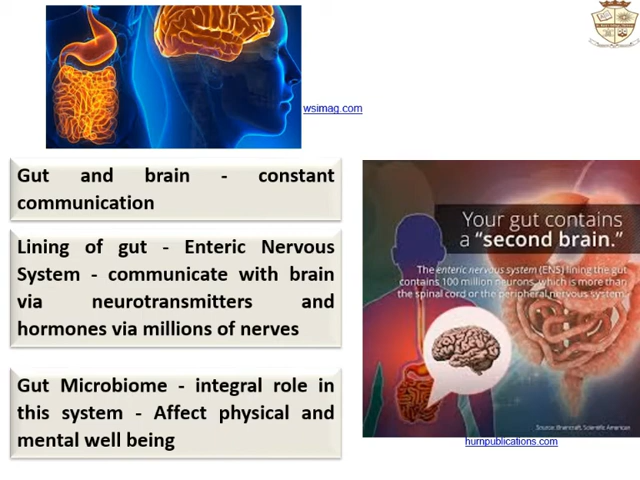 wsimag.com
Gut and brain - constant
communication
Lining of gut - Enteric Nervous
System - communicate with brain
via neurotransmitters and
hormones via millions of nerves
Gut Microbiome - integral role in
this system - Affect physical and
mental well being
Your gut contains
a “second brain.”
The enteric nervous system (ENS) lining the gut
contains 100 million neurons, which is more than
the spinal cord or the peripheral nervous system.
Source: Braincraft, Scientific American
hurnpublications.com